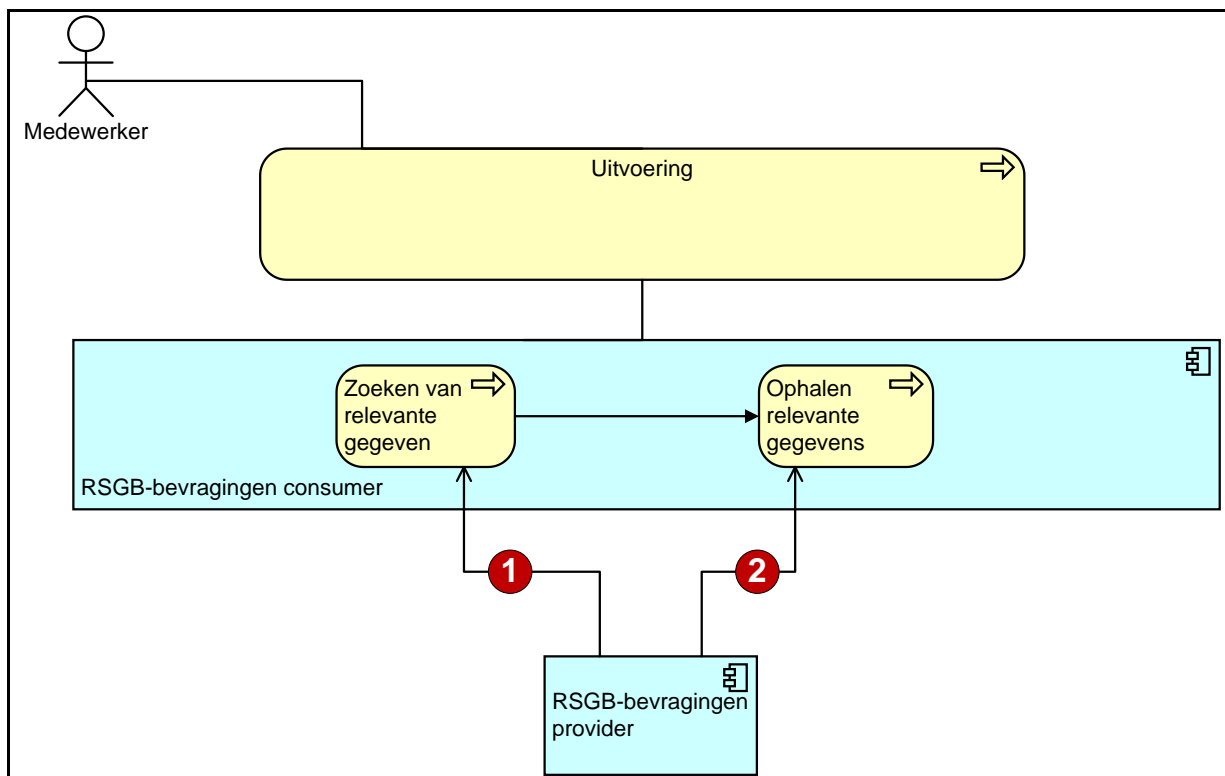 Medewerker
Uitvoering
Zoeken van
relevante
gegeven
Ophalen
relevante
gegevens
RSGB-bevragingen consumer
1
2
RSGB-bevragingen
provider